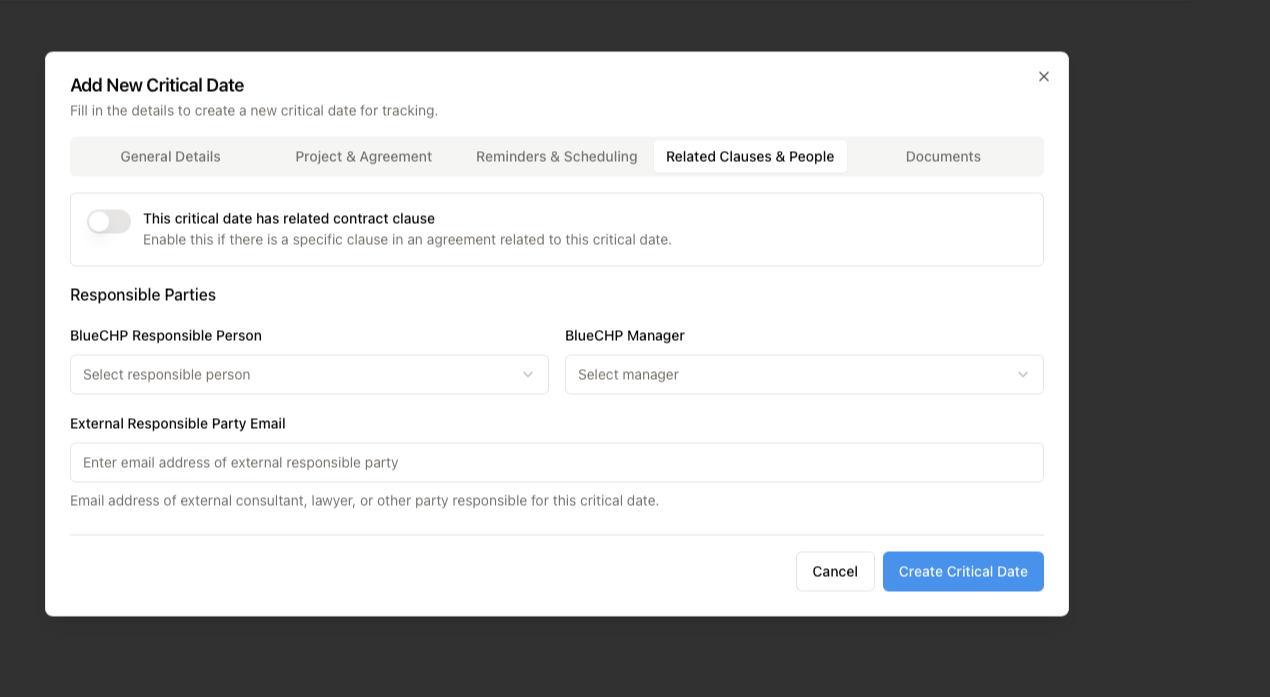 Add New Critical Date
Fill in the details to create a new critical date for tracking.
General Details Project & Agreement Reminders & Scheduling Related Clauses & People Documents
This critical date has related contract clause
Enable this if there is a specific clause in an agreement related to this critical date.
Responsible Parties
BlueCHP Responsible Person BlueCHP Manager
Select responsible person Select manager
External Responsible Party Email
Enter email address of external responsible party
Email address of external consultant, lawyer, or other party responsible for this critical date.
Cancel Create Critical Date